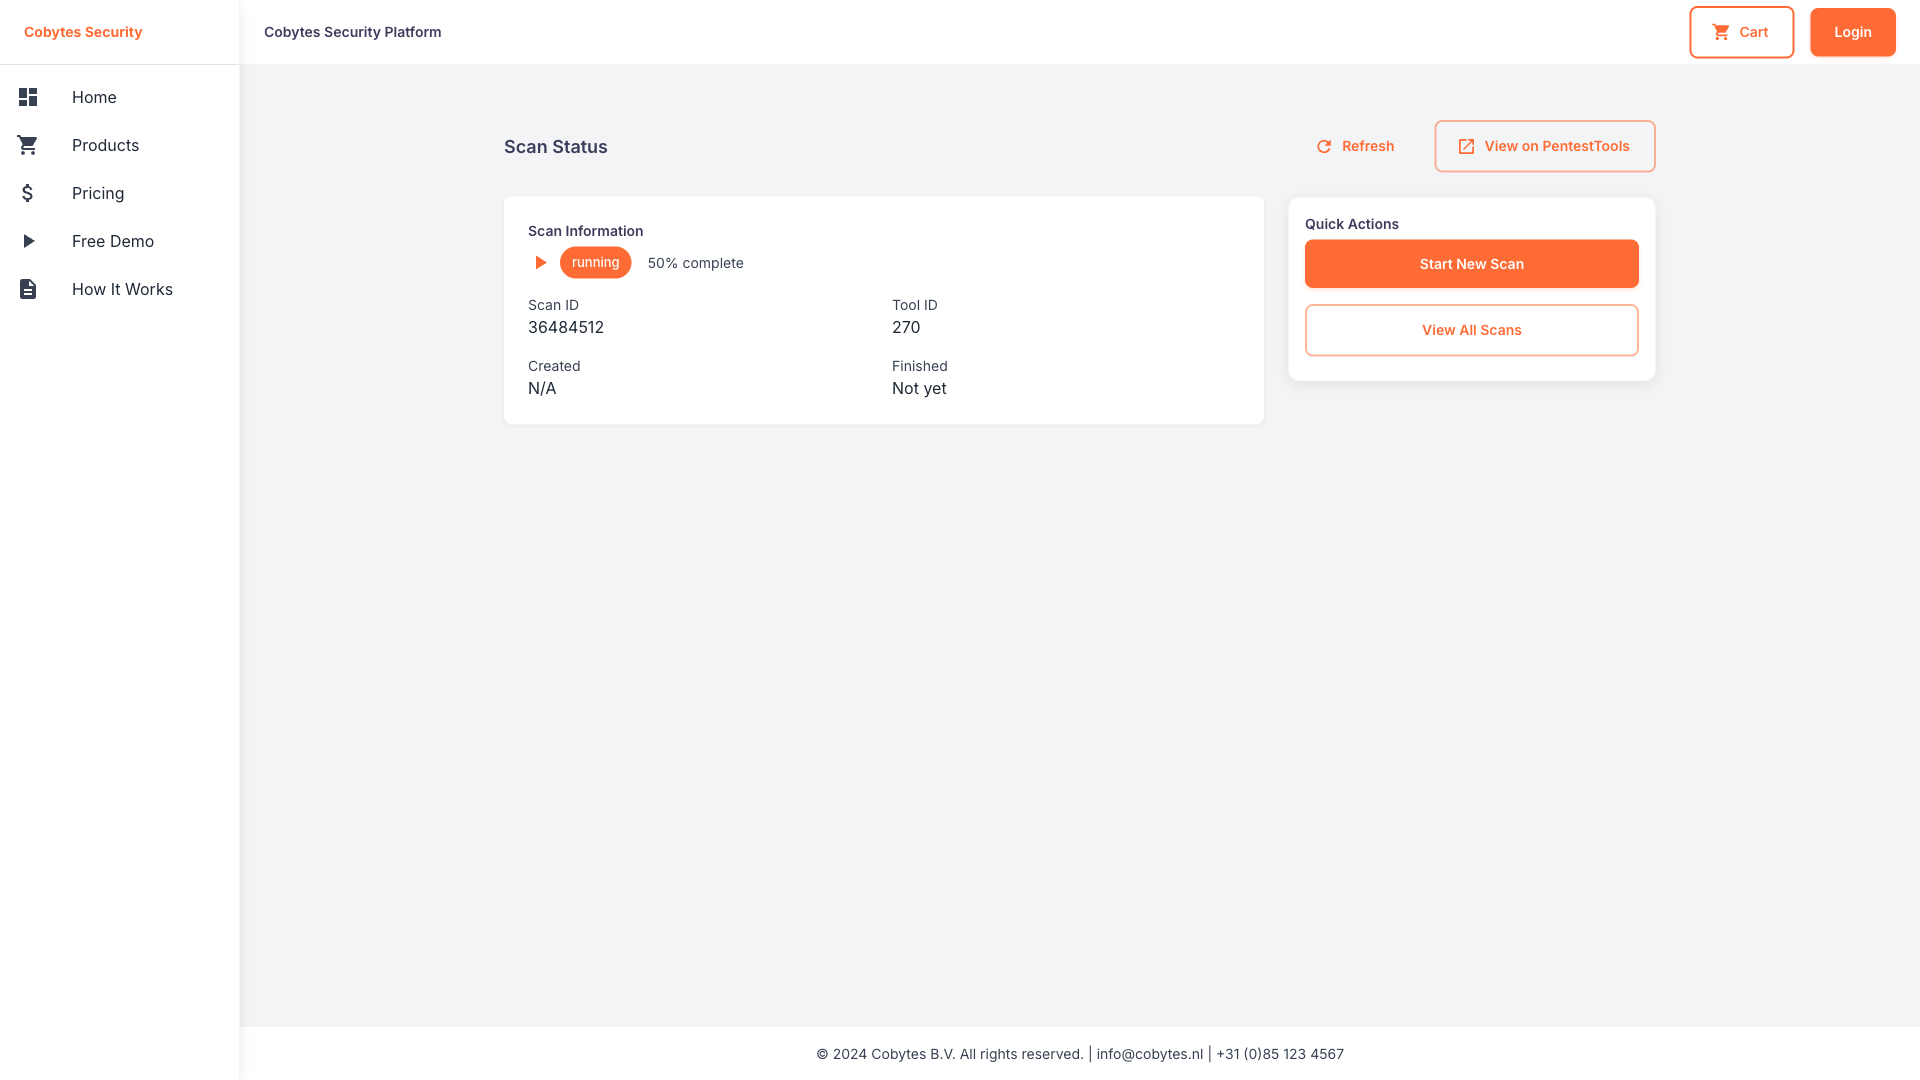 Cobytes Security
Cobytes Security Platform
Cart
Login
Home
Products
Pricing
Free Demo
How It Works
Scan Status
Refresh
View on PentestTools
Scan Information
running
50% complete
Scan ID
36484512
Tool ID
270
Created
N/A
Finished
Not yet
Quick Actions
Start New Scan
View All Scans
© 2024 Cobytes B.V. All rights reserved. | info@cobytes.nl | +31 (0)85 123 4567